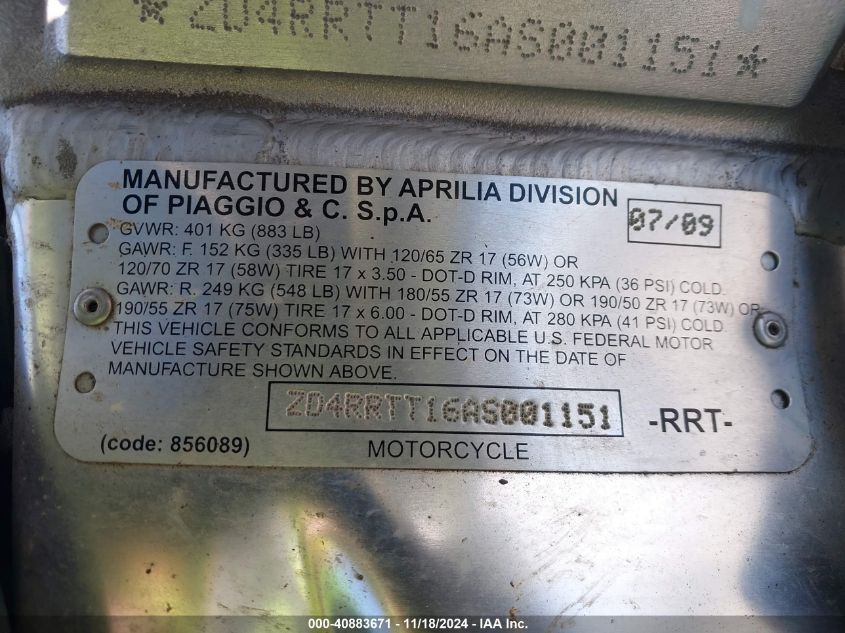 *ZD4RRTT16AS001151*
MANUFACTURED BY APRILIA DIVISION
OF PIAGGIO & C. S.p.A.
07/09
GVWR: 401 KG (883 LB)
GAWR: F. 152 KG (335 LB) WITH 120/65 ZR 17 (56W) OR
120/70 ZR 17 (58W) TIRE 17 x 3.50 - DOT-D RIM, AT 250 KPA (36 PSI) COLD.
GAWR: R. 249 KG (548 LB) WITH 180/55 ZR 17 (73W) OR 190/50 ZR 17 (73W) OR
190/55 ZR 17 (75W) TIRE 17 x 6.00 - DOT-D RIM, AT 280 KPA (41 PSI) COLD
THIS VEHICLE CONFORMS TO ALL APPLICABLE U.S. FEDERAL MOTOR
VEHICLE SAFETY STANDARDS IN EFFECT ON THE DATE OF
MANUFACTURE SHOWN ABOVE.
ZD4RRTT16AS001151 -RRT-
(code: 856089) MOTORCYCLE
000-40883671 - 11/18/2024 - IAA Inc.